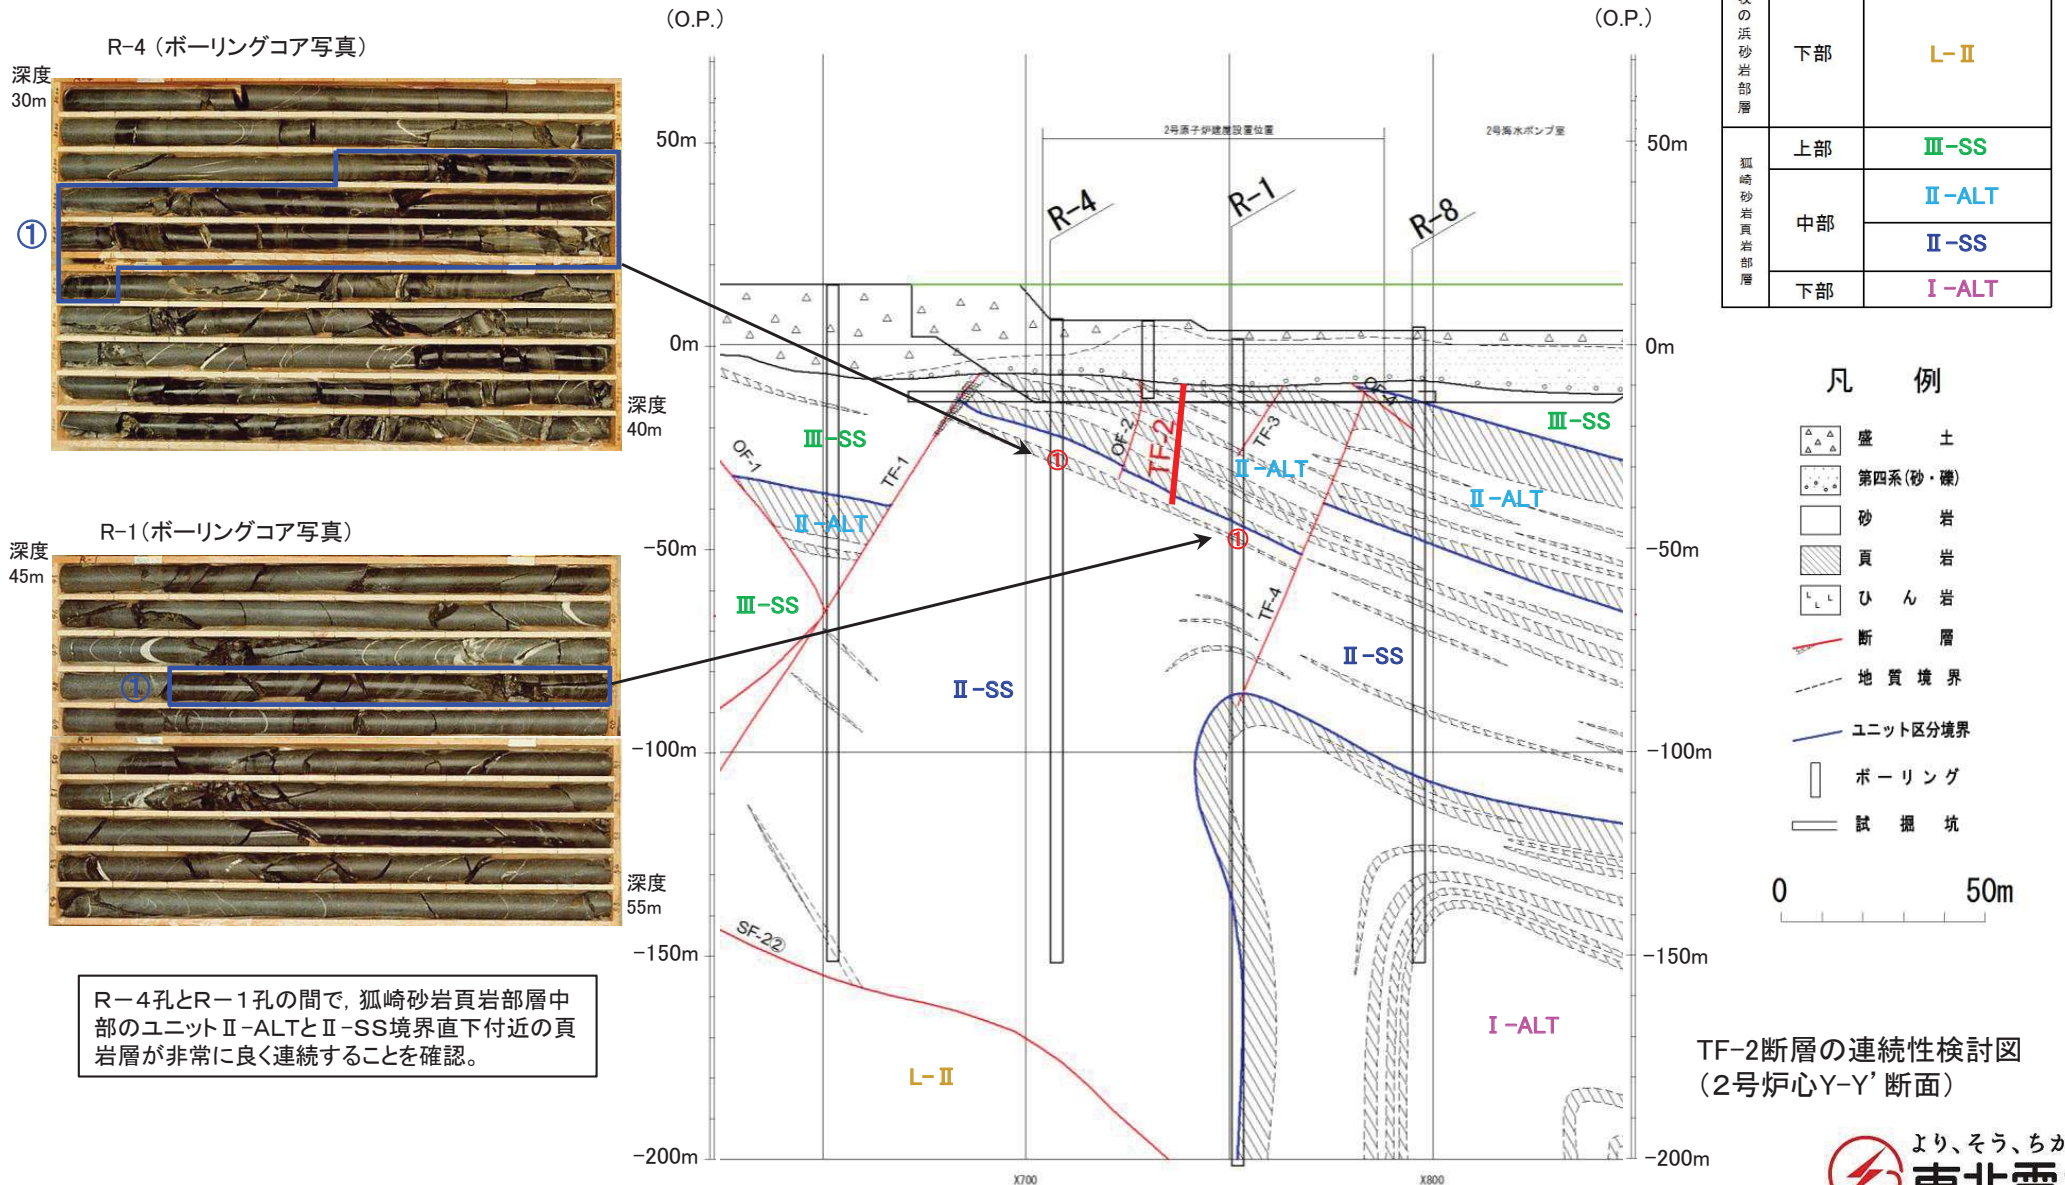 R-4（ボーリングコア写真）
深度
30m
①
深度
40m
R-1（ボーリングコア写真）
深度
45m
①
深度
55m
R－4孔とR－1孔の間で，狐崎砂岩頁岩部層中
部のユニットⅡ-ALTとⅡ-SS境界直下付近の頁
岩層が非常に良く連続することを確認。
（O.P.）
（O.P.）
50m
0m
-50m
-100m
-150m
-200m
50m
0m
-50m
-100m
-150m
-200m
2号原子炉建屋設置位置
2号海水ポンプ室
R-4
R-1
R-8
OF-1
TF-1
OF-2
TF-2
TF-3
OF-4
TF-4
SF-2②
①
①
Ⅲ-SS
Ⅱ-ALT
Ⅲ-SS
Ⅱ-SS
L-Ⅱ
Ⅱ-ALT
Ⅱ-ALT
Ⅲ-SS
Ⅱ-SS
Ⅰ-ALT
X700
X800
の浜砂岩部層
下部
L-Ⅱ
狐崎砂岩頁岩部層
上部
Ⅲ-SS
中部
Ⅱ-ALT
Ⅱ-SS
下部
Ⅰ-ALT
凡 例
盛 土
第四系(砂・礫)
砂 岩
頁 岩
ひ ん 岩
断 層
地 質 境 界
ユニット区分境界
ボ ー リ ン グ
試 掘 坑
0 50m
TF-2断層の連続性検討図
（2号炉心Y-Y’断面）
より、そう、ちか
東北電